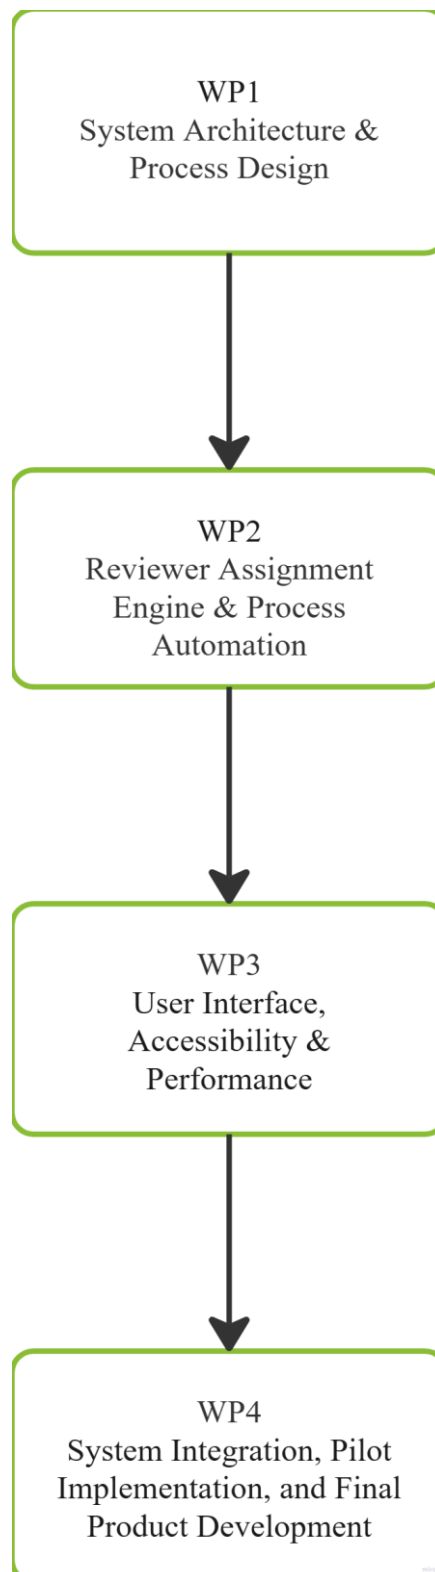 WP1
System Architecture &
Process Design
WP2
Reviewer Assignment
Engine & Process
Automation
WP3
User Interface,
Accessibility &
Performance
WP4
System Integration, Pilot
Implementation, and Final
Product Development